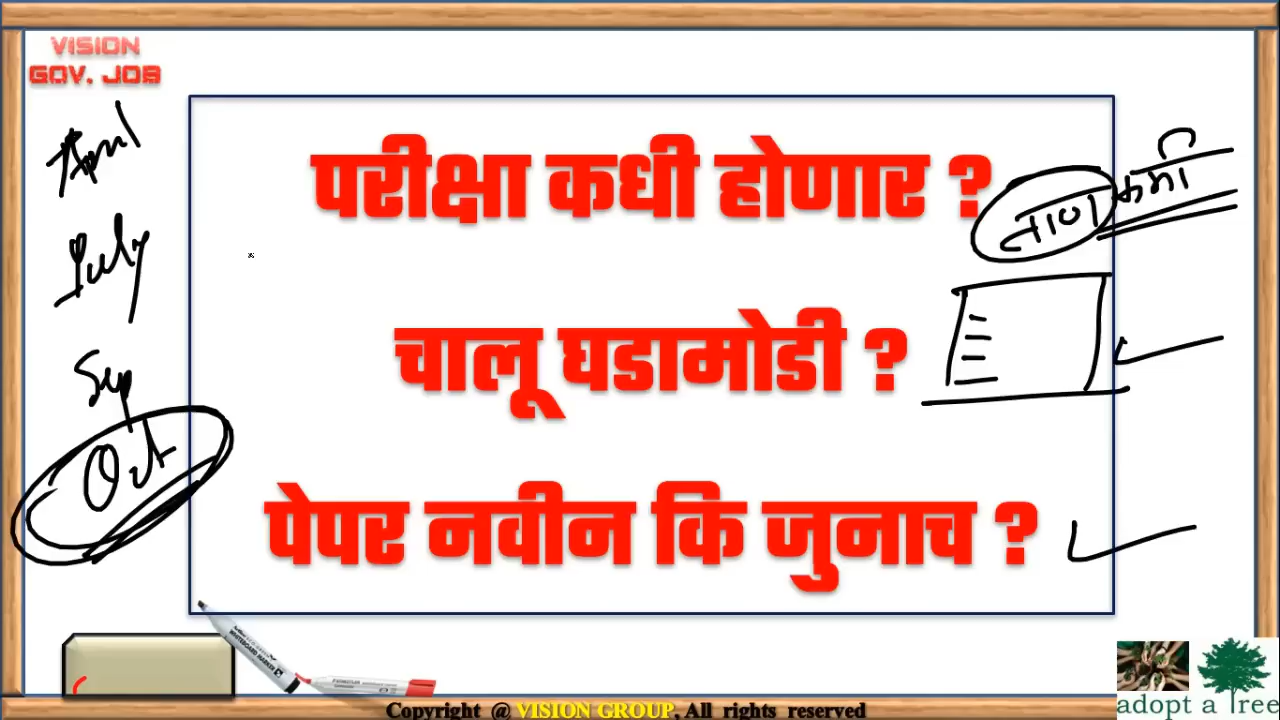 VISION
GOV. JOB
April
July
Sep
Oct
परीक्षा कधी होणार ?
चालू घडामोडी ?
पेपर नवीन कि जुनाच ?
ताण कमी
Copyright @ VISION GROUP, All rights reserved
adopt a Tree